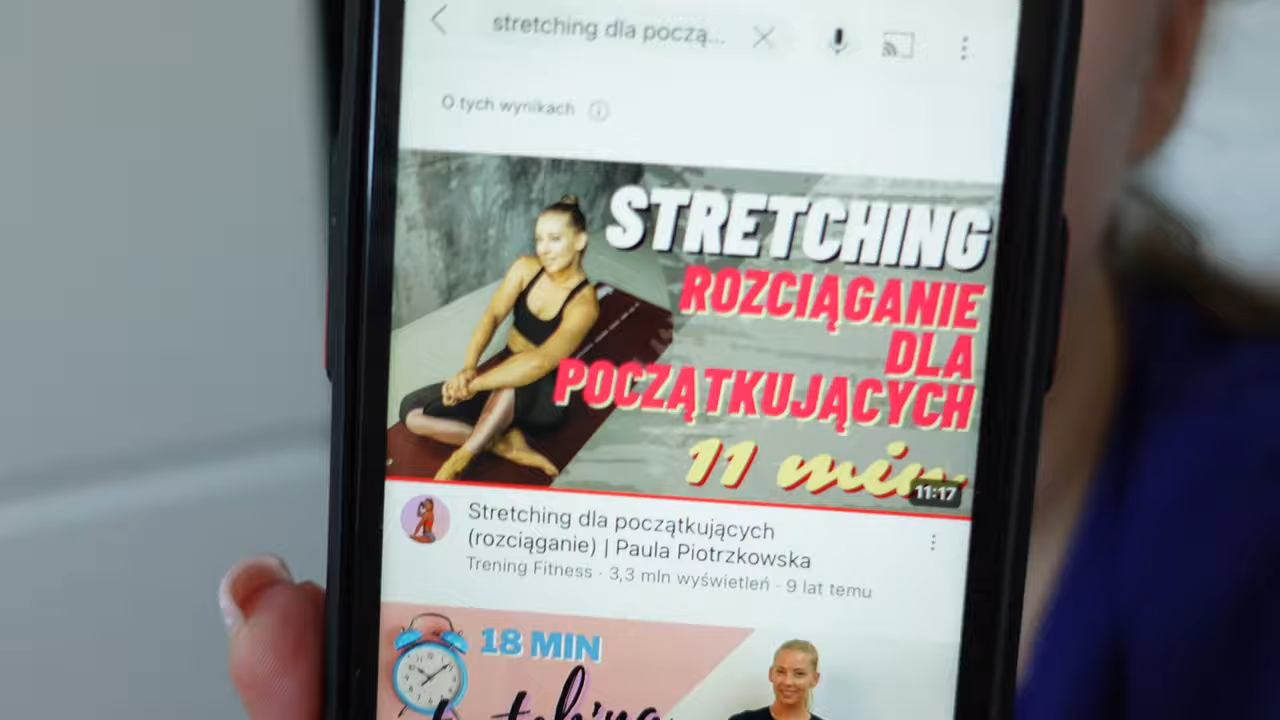 stretching dla począ...
O tych wynikach
STRETCHING
ROZCIĄGANIE
DLA
POCZĄTKUJĄCYCH
11 min
11:17
Stretching dla początkujących
(rozciąganie) | Paula Piotrzkowska
Trening Fitness · 3,3 mln wyświetleń · 9 lat temu
18 MIN